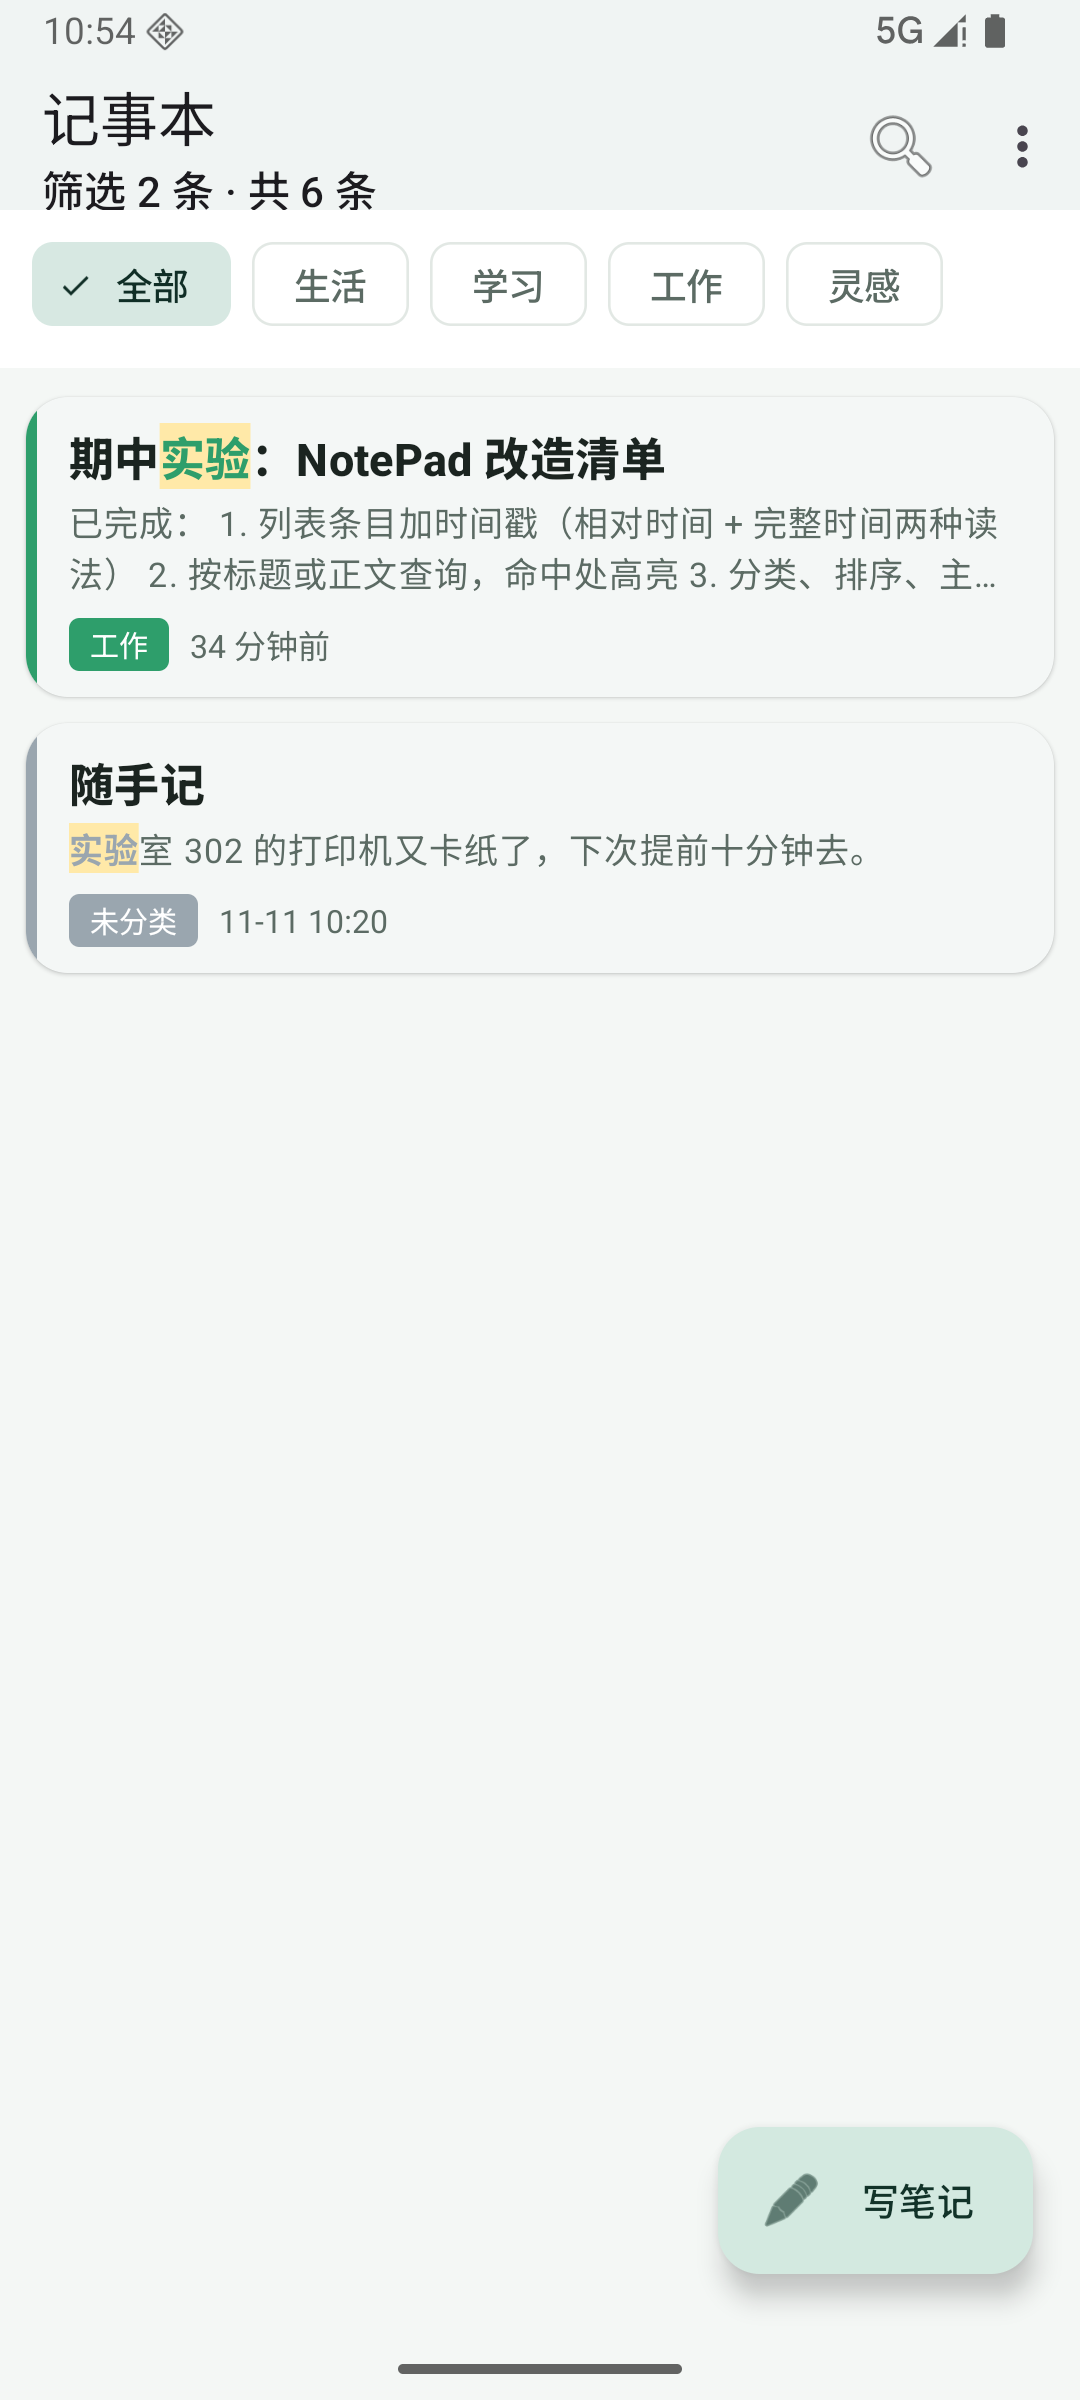 10:54
5G
记事本
筛选 2 条 · 共 6 条
全部
生活
学习
工作
灵感
期中实验：NotePad 改造清单
已完成： 1. 列表条目加时间戳（相对时间 + 完整时间两种读
法） 2. 按标题或正文查询，命中处高亮 3. 分类、排序、主…
工作
34 分钟前
随手记
实验室 302 的打印机又卡纸了，下次提前十分钟去。
未分类
11-11 10:20
写笔记